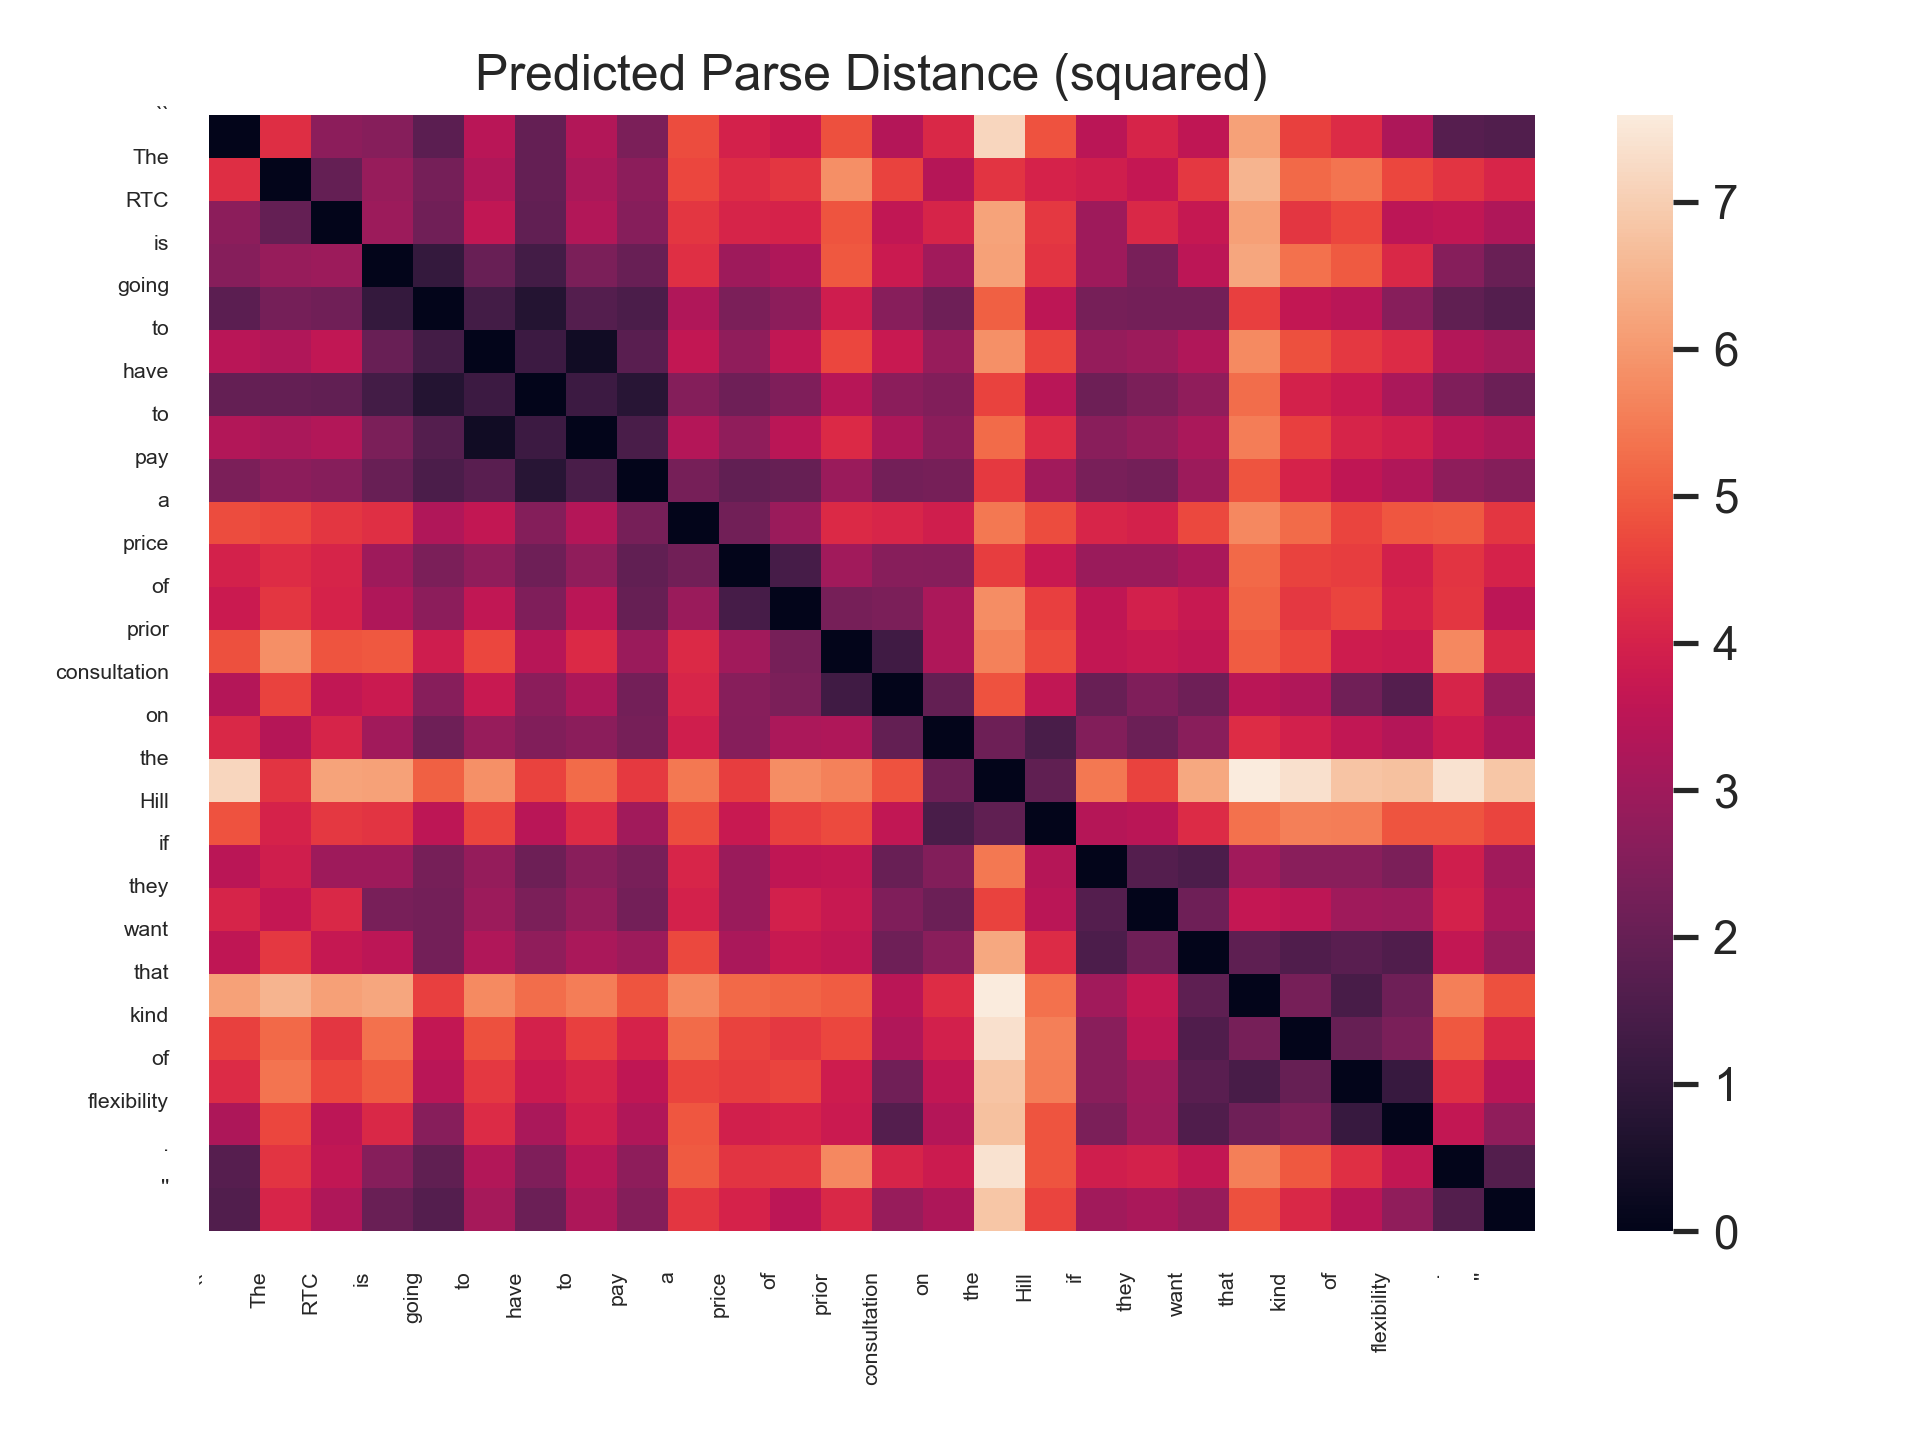 Predicted Parse Distance (squared)
``
The
RTC
is
going
to
have
to
pay
a
price
of
prior
consultation
on
the
Hill
if
they
want
that
kind
of
flexibility
.
''
7
6
5
4
3
2
1
0
`` The RTC is going to have to pay a price of prior consultation on the Hill if they want that kind of flexibility . ''